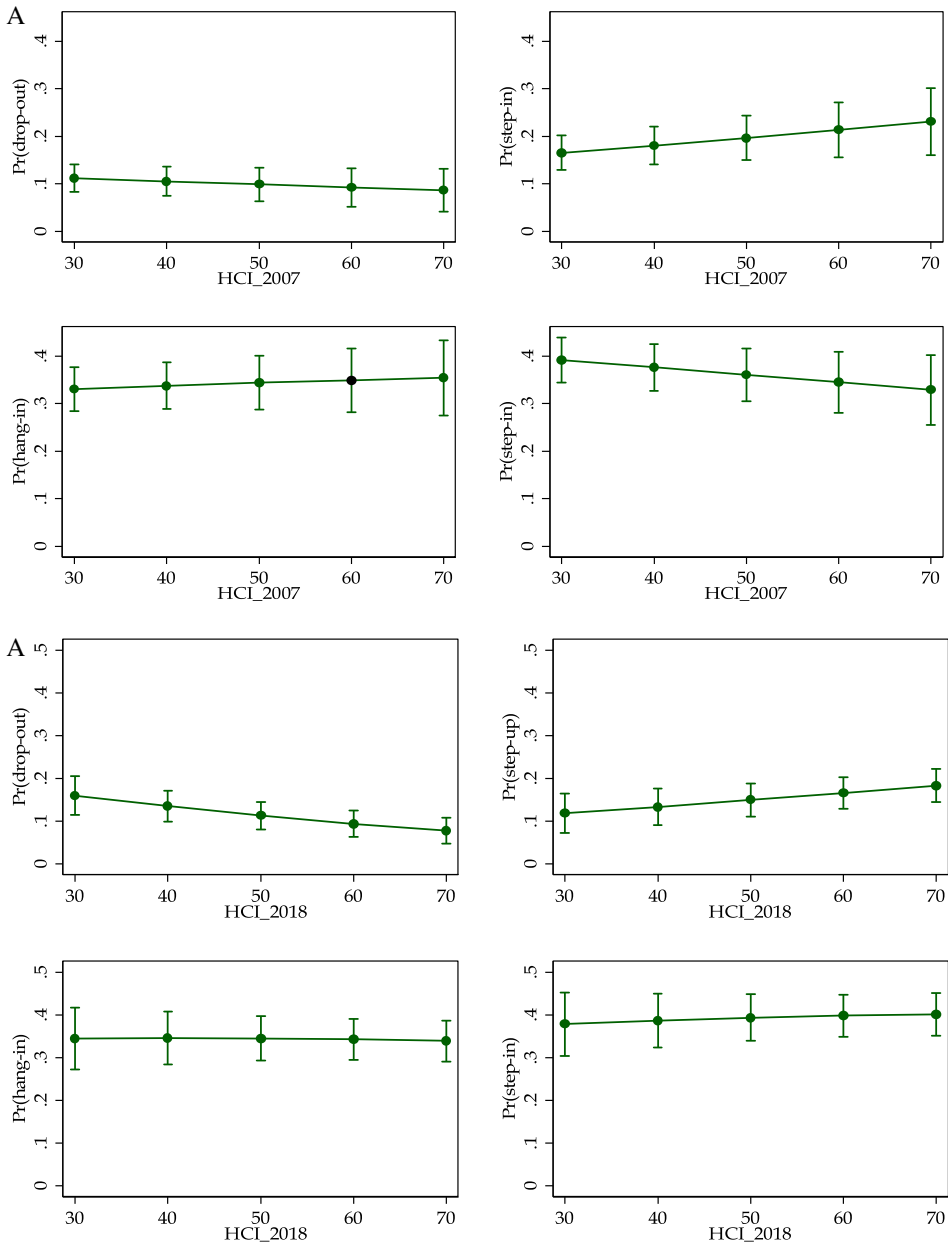 A
Pr(drop-out)
0 .1 .2 .3 .4
30 40 50 60 70
HCI_2007
Pr(step-in)
0 .1 .2 .3 .4
30 40 50 60 70
HCI_2007
Pr(hang-in)
0 .1 .2 .3 .4
30 40 50 60 70
HCI_2007
Pr(step-in)
0 .1 .2 .3 .4
30 40 50 60 70
HCI_2007
A
Pr(drop-out)
0 .1 .2 .3 .4 .5
30 40 50 60 70
HCI_2018
Pr(step-up)
0 .1 .2 .3 .4 .5
30 40 50 60 70
HCI_2018
Pr(hang-in)
0 .1 .2 .3 .4 .5
30 40 50 60 70
HCI_2018
Pr(step-in)
0 .1 .2 .3 .4 .5
30 40 50 60 70
HCI_2018